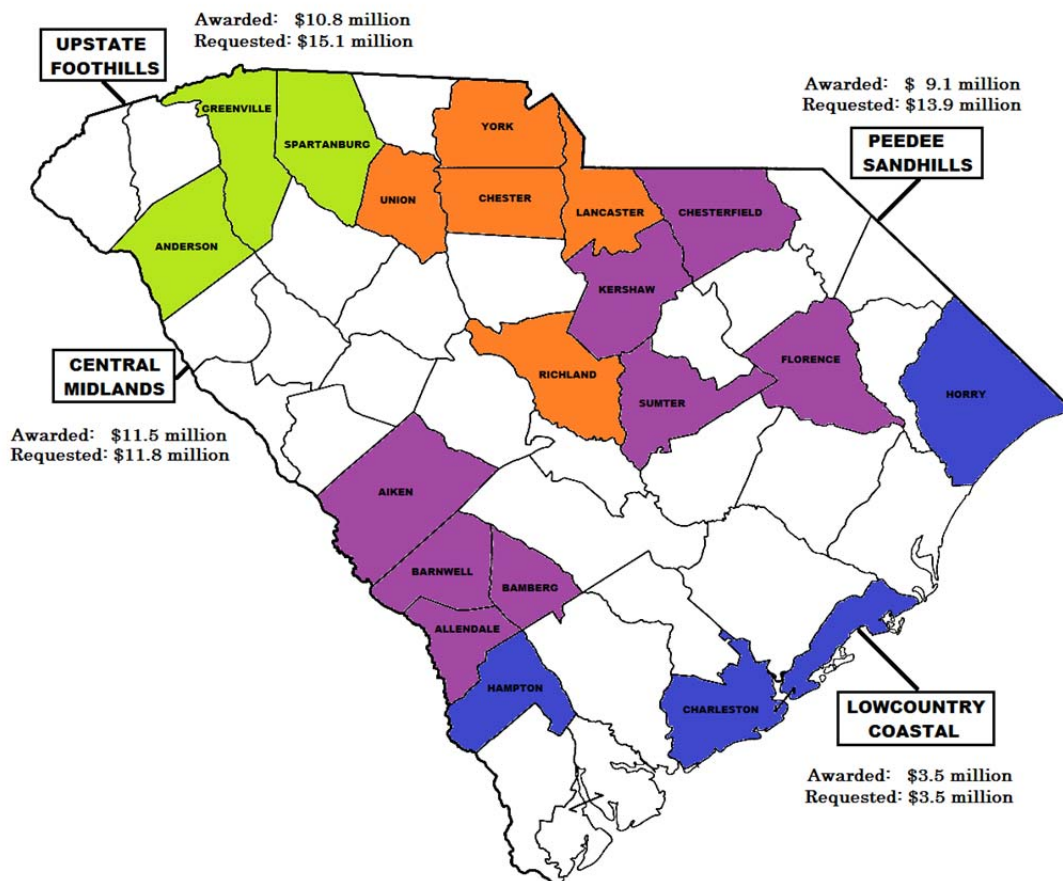 Awarded: $10.8 million
Requested: $15.1 million
UPSTATE
FOOTHILLS
Awarded: $ 9.1 million
Requested: $13.9 million
PEEDEE
SANDHILLS
GREENVILLE
SPARTANBURG
YORK
UNION
CHESTER
LANCASTER
CHESTERFIELD
ANDERSON
KERSHAW
CENTRAL
MIDLANDS
Awarded: $11.5 million
Requested: $11.8 million
RICHLAND
FLORENCE
SUMTER
HORRY
AIKEN
BARNWELL
BAMBERG
ALLENDALE
HAMPTON
CHARLESTON
LOWCOUNTRY
COASTAL
Awarded: $3.5 million
Requested: $3.5 million